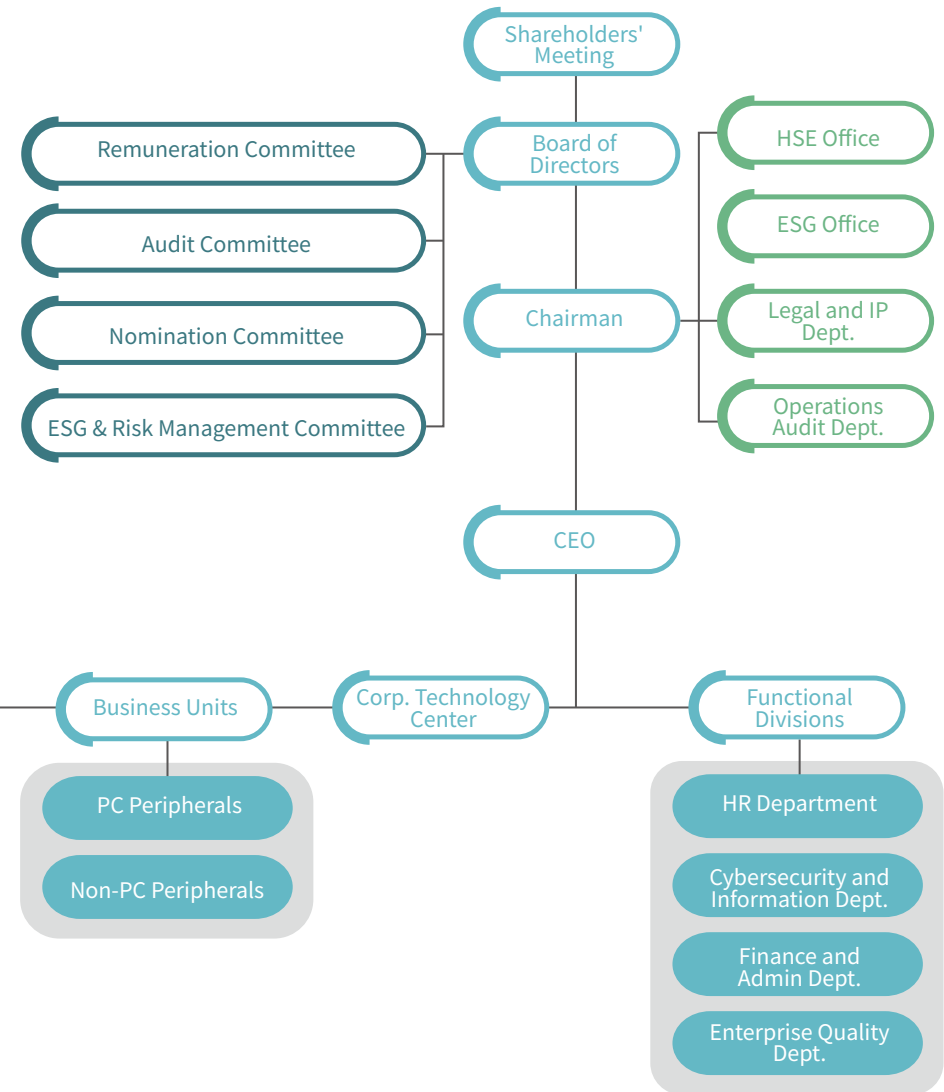 Shareholders'
Meeting
Board of
Directors
Remuneration Committee
Audit Committee
Nomination Committee
ESG & Risk Management Committee
Chairman
HSE Office
ESG Office
Legal and IP
Dept.
Operations
Audit Dept.
CEO
Business Units
PC Peripherals
Non-PC Peripherals
Corp. Technology
Center
Functional
Divisions
HR Department
Cybersecurity and
Information Dept.
Finance and
Admin Dept.
Enterprise Quality
Dept.